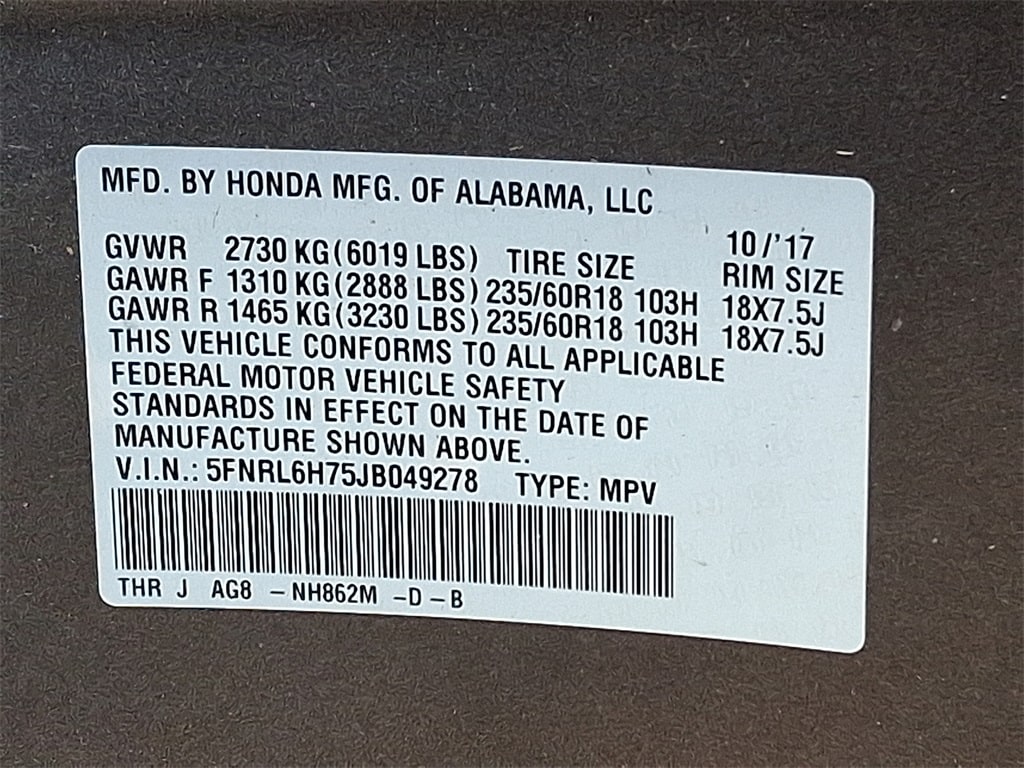 MFD. BY HONDA MFG. OF ALABAMA, LLC
10/'17
GVWR 2730 KG(6019 LBS) TIRE SIZE RIM SIZE
GAWR F 1310 KG(2888 LBS) 235/60R18 103H 18X7.5J
GAWR R 1465 KG(3230 LBS) 235/60R18 103H 18X7.5J
THIS VEHICLE CONFORMS TO ALL APPLICABLE
FEDERAL MOTOR VEHICLE SAFETY
STANDARDS IN EFFECT ON THE DATE OF
MANUFACTURE SHOWN ABOVE.
V.I.N.: 5FNRL6H75JB049278 TYPE: MPV
THR J AG8 – NH862M –D – B